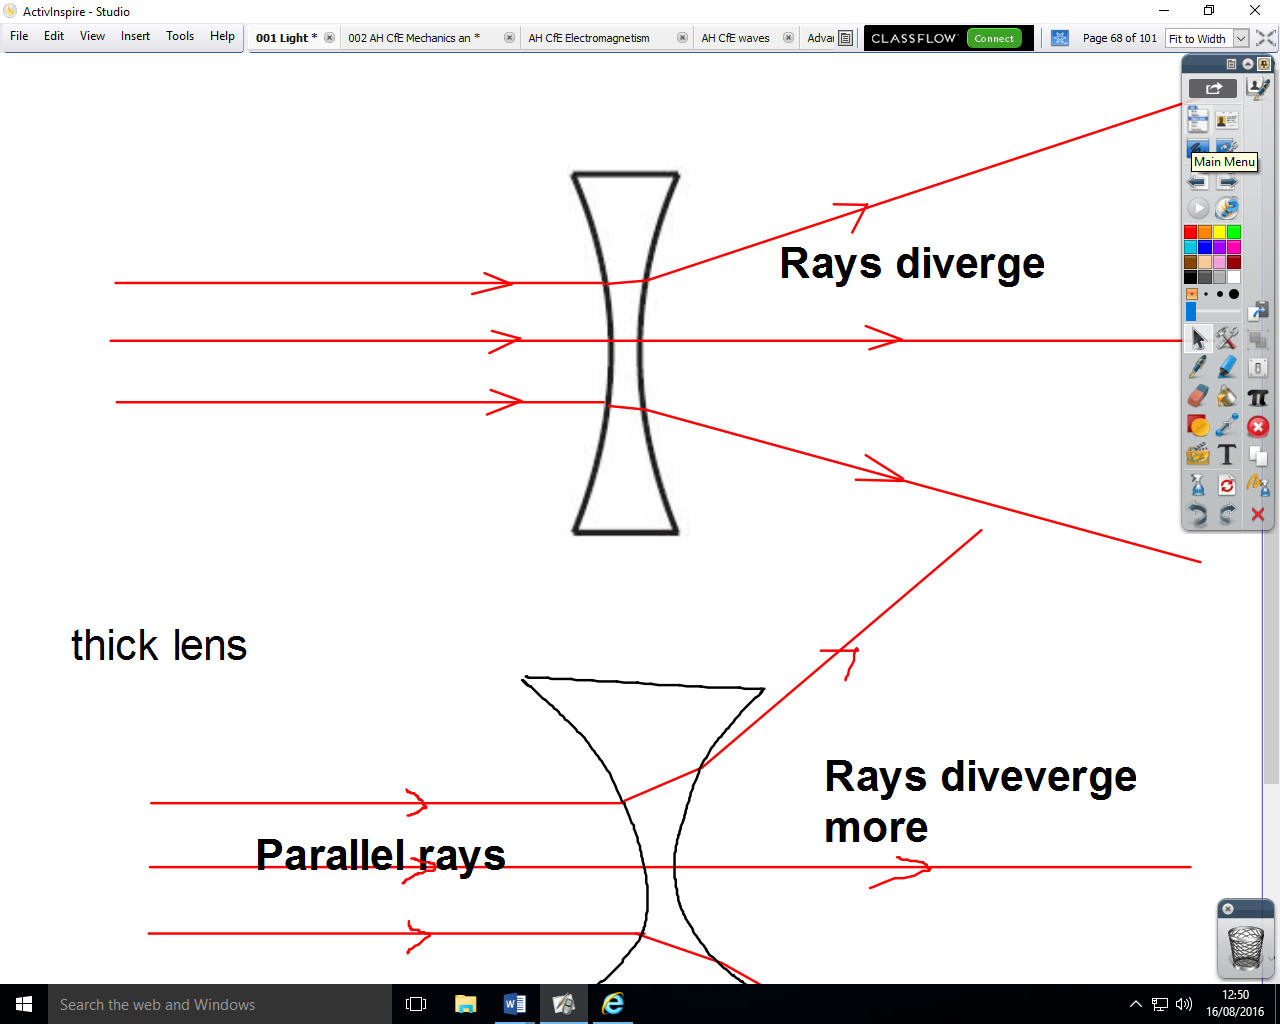 ActivInspire - Studio
File Edit View Insert Tools Help
001 Light *
002 AH CfE Mechanics an *
AH CfE Electromagnetism
AH CfE waves
Advai
CLASSFLOW Connect
Page 68 of 101
Fit to Width
Main Menu
Rays diverge
thick lens
Rays diveverge
more
Parallel rays
Search the web and Windows
12:50
16/08/2016